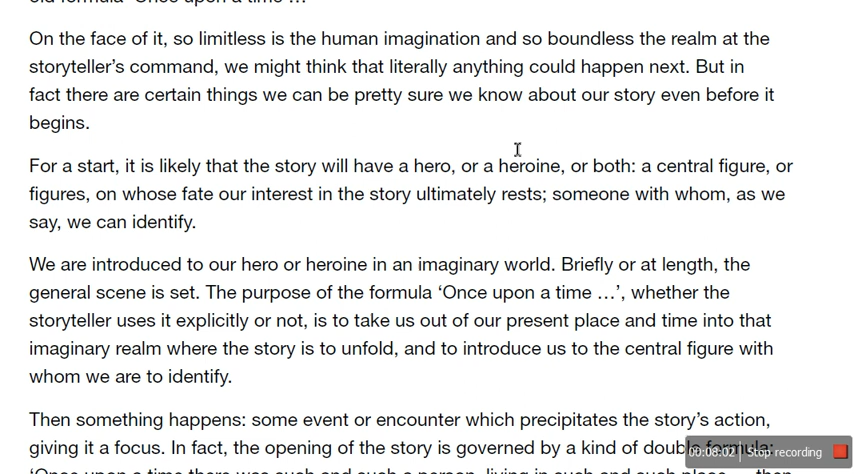 On the face of it, so limitless is the human imagination and so boundless the realm at the
storyteller’s command, we might think that literally anything could happen next. But in
fact there are certain things we can be pretty sure we know about our story even before it
begins.
For a start, it is likely that the story will have a hero, or a heroine, or both: a central figure, or
figures, on whose fate our interest in the story ultimately rests; someone with whom, as we
say, we can identify.
We are introduced to our hero or heroine in an imaginary world. Briefly or at length, the
general scene is set. The purpose of the formula ‘Once upon a time …’, whether the
storyteller uses it explicitly or not, is to take us out of our present place and time into that
imaginary realm where the story is to unfold, and to introduce us to the central figure with
whom we are to identify.
Then something happens: some event or encounter which precipitates the story’s action,
giving it a focus. In fact, the opening of the story is governed by a kind of double formula:
00:08:02 Stop recording